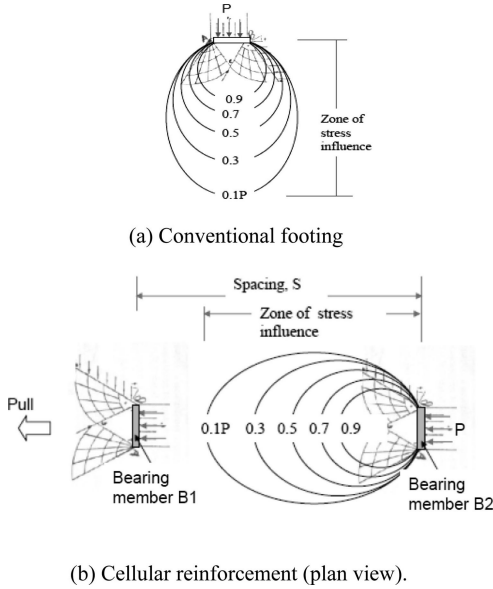 P
0.9
0.7
0.5
0.3
0.1P
Zone of
stress
influence
(a) Conventional footing
Spacing, S
Zone of stress
influence
Pull
0.1P 0.3 0.5 0.7 0.9
P
Bearing
member B1
Bearing
member B2
(b) Cellular reinforcement (plan view).